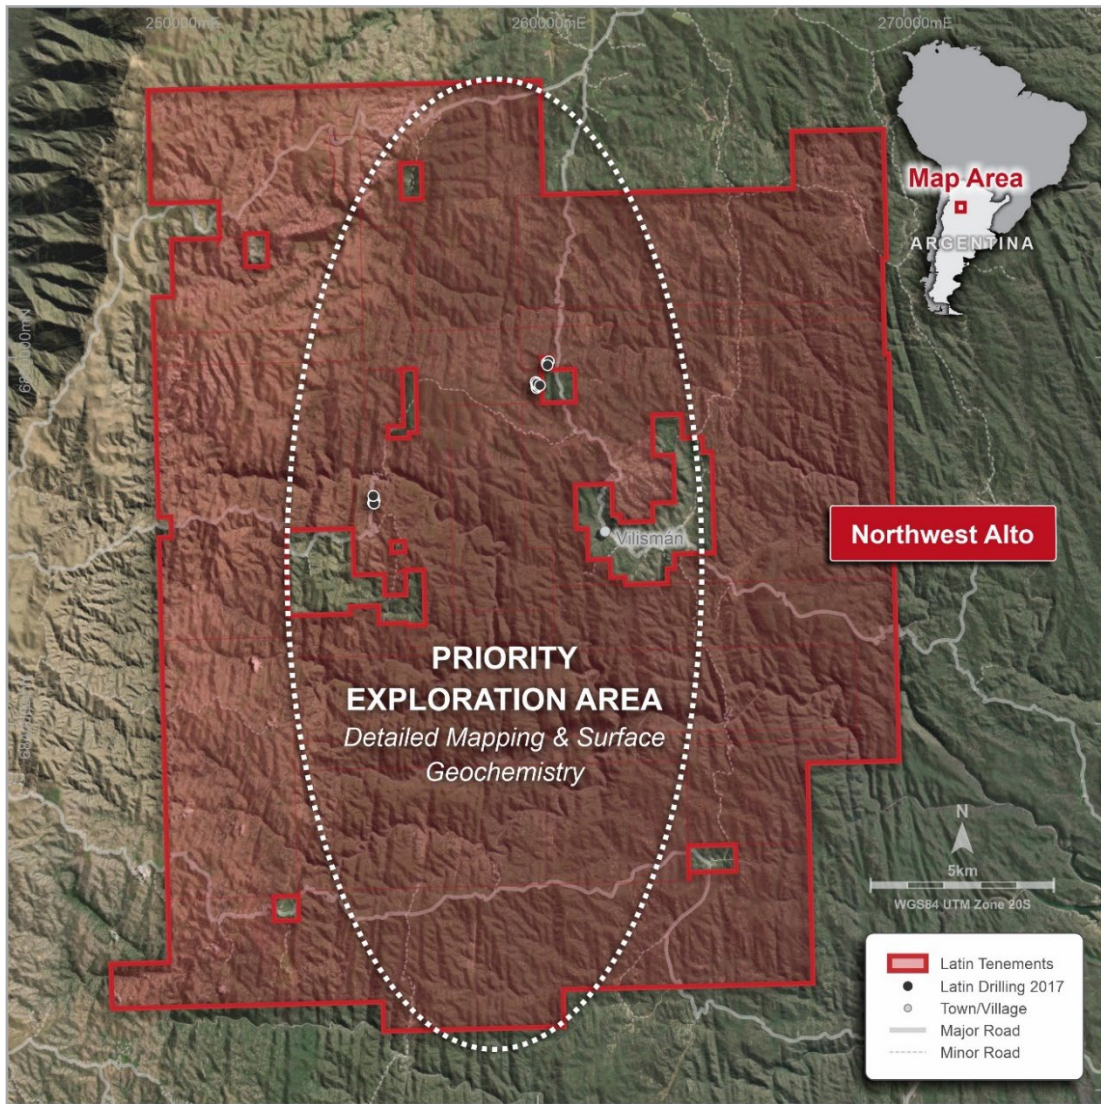 250000mE
260000mE
270000mE
Map Area
ARGENTINA
Vilisman
Northwest Alto
PRIORITY
EXPLORATION AREA
Detailed Mapping & Surface
Geochemistry
N
5km
WGS84 UTM Zone 20S
Latin Tenements
Latin Drilling 2017
Town/Village
Major Road
Minor Road